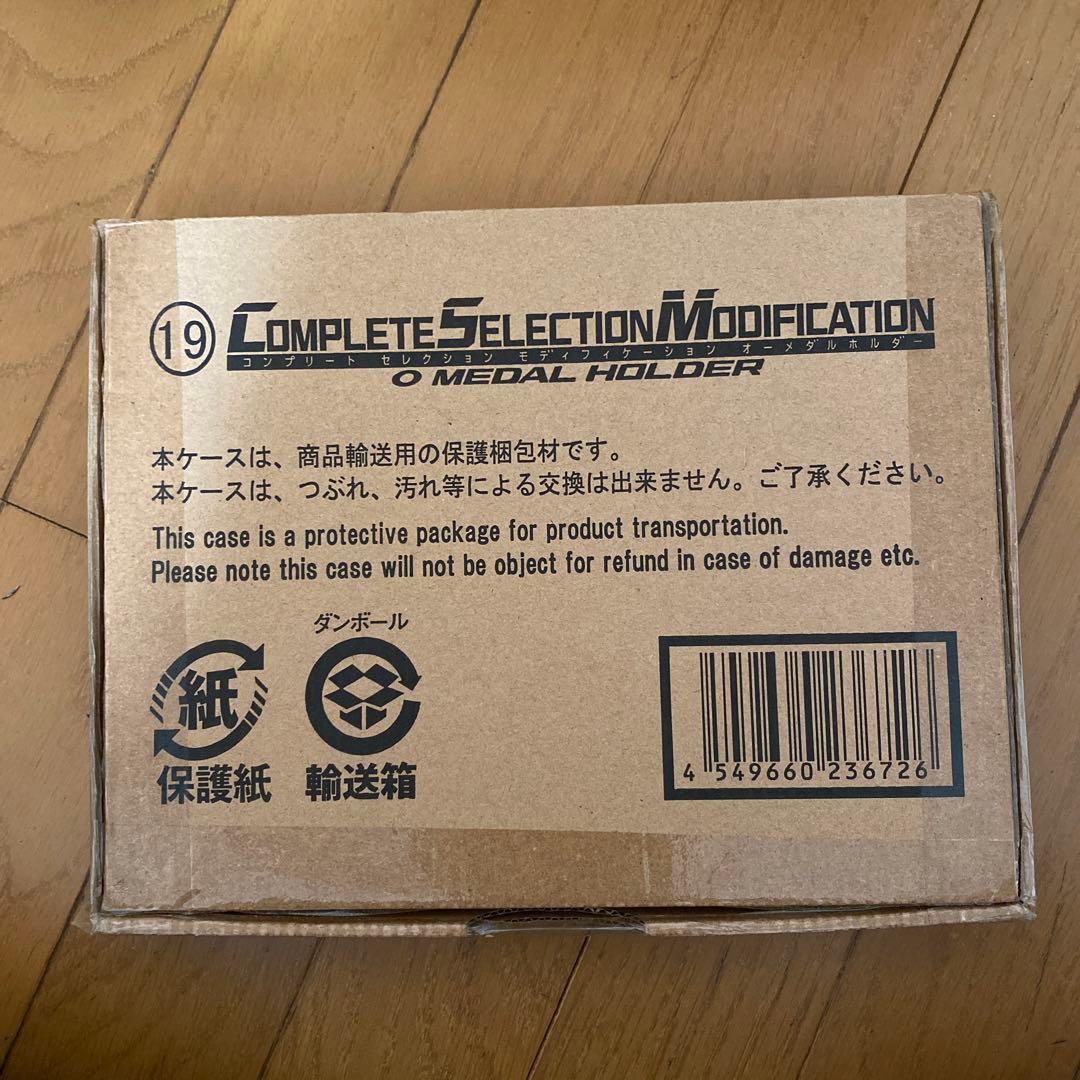 ⑲ COMPLETE SELECTION MODIFICATION
コンプリート セレクション モディフィケーション オーメダルホルダー
O MEDAL HOLDER
本ケースは、商品輸送用の保護梱包材です。
本ケースは、つぶれ、汚れ等による交換は出来ません。ご了承ください。
This case is a protective package for product transportation.
Please note this case will not be object for refund in case of damage etc.
紙
保護紙
ダンボール
輸送箱
4 549660 236726